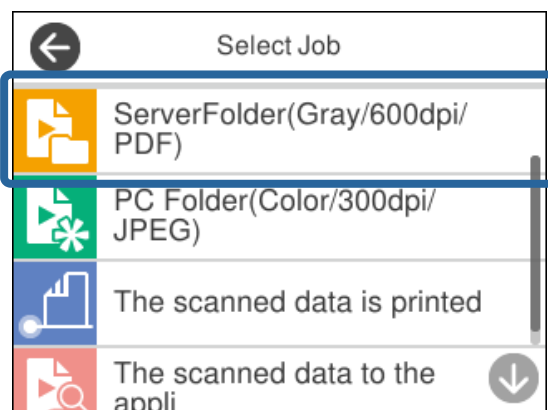 Select Job
ServerFolder(Gray/600dpi/
PDF)
PC Folder(Color/300dpi/
JPEG)
The scanned data is printed
The scanned data to the
appli